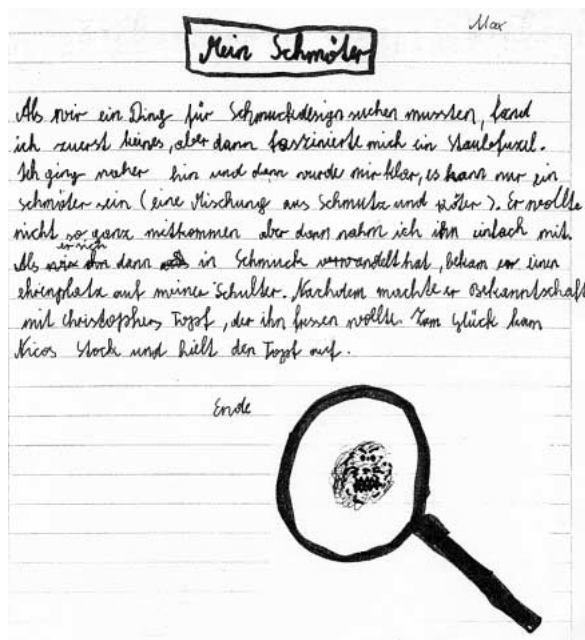 Max
Mein Schmöter
Als wir ein Ding für Schmuckdesign suchen mussten, fand
ich zuerst keines, aber dann faszinierte mich ein Staubfuzel.
Ich ging naher hin und dann wurde mir klar, es kann nur ein
Schmöter sein (eine Mischung aus Schmutz und Köter). Er wollte
nicht so ganz mitkommen aber dann nahm ich ihn einfach mit.
er sich
Als dann in Schmuck verwandelt hat, bekam er einen
ehrenplatz auf meiner Schulter. Nachdem machte er Bekanntschaft
mit Christophers Topf, der ihn fressen wollte. Zum Glück kam
Nicos Stock und hielt den Topf auf.
Ende